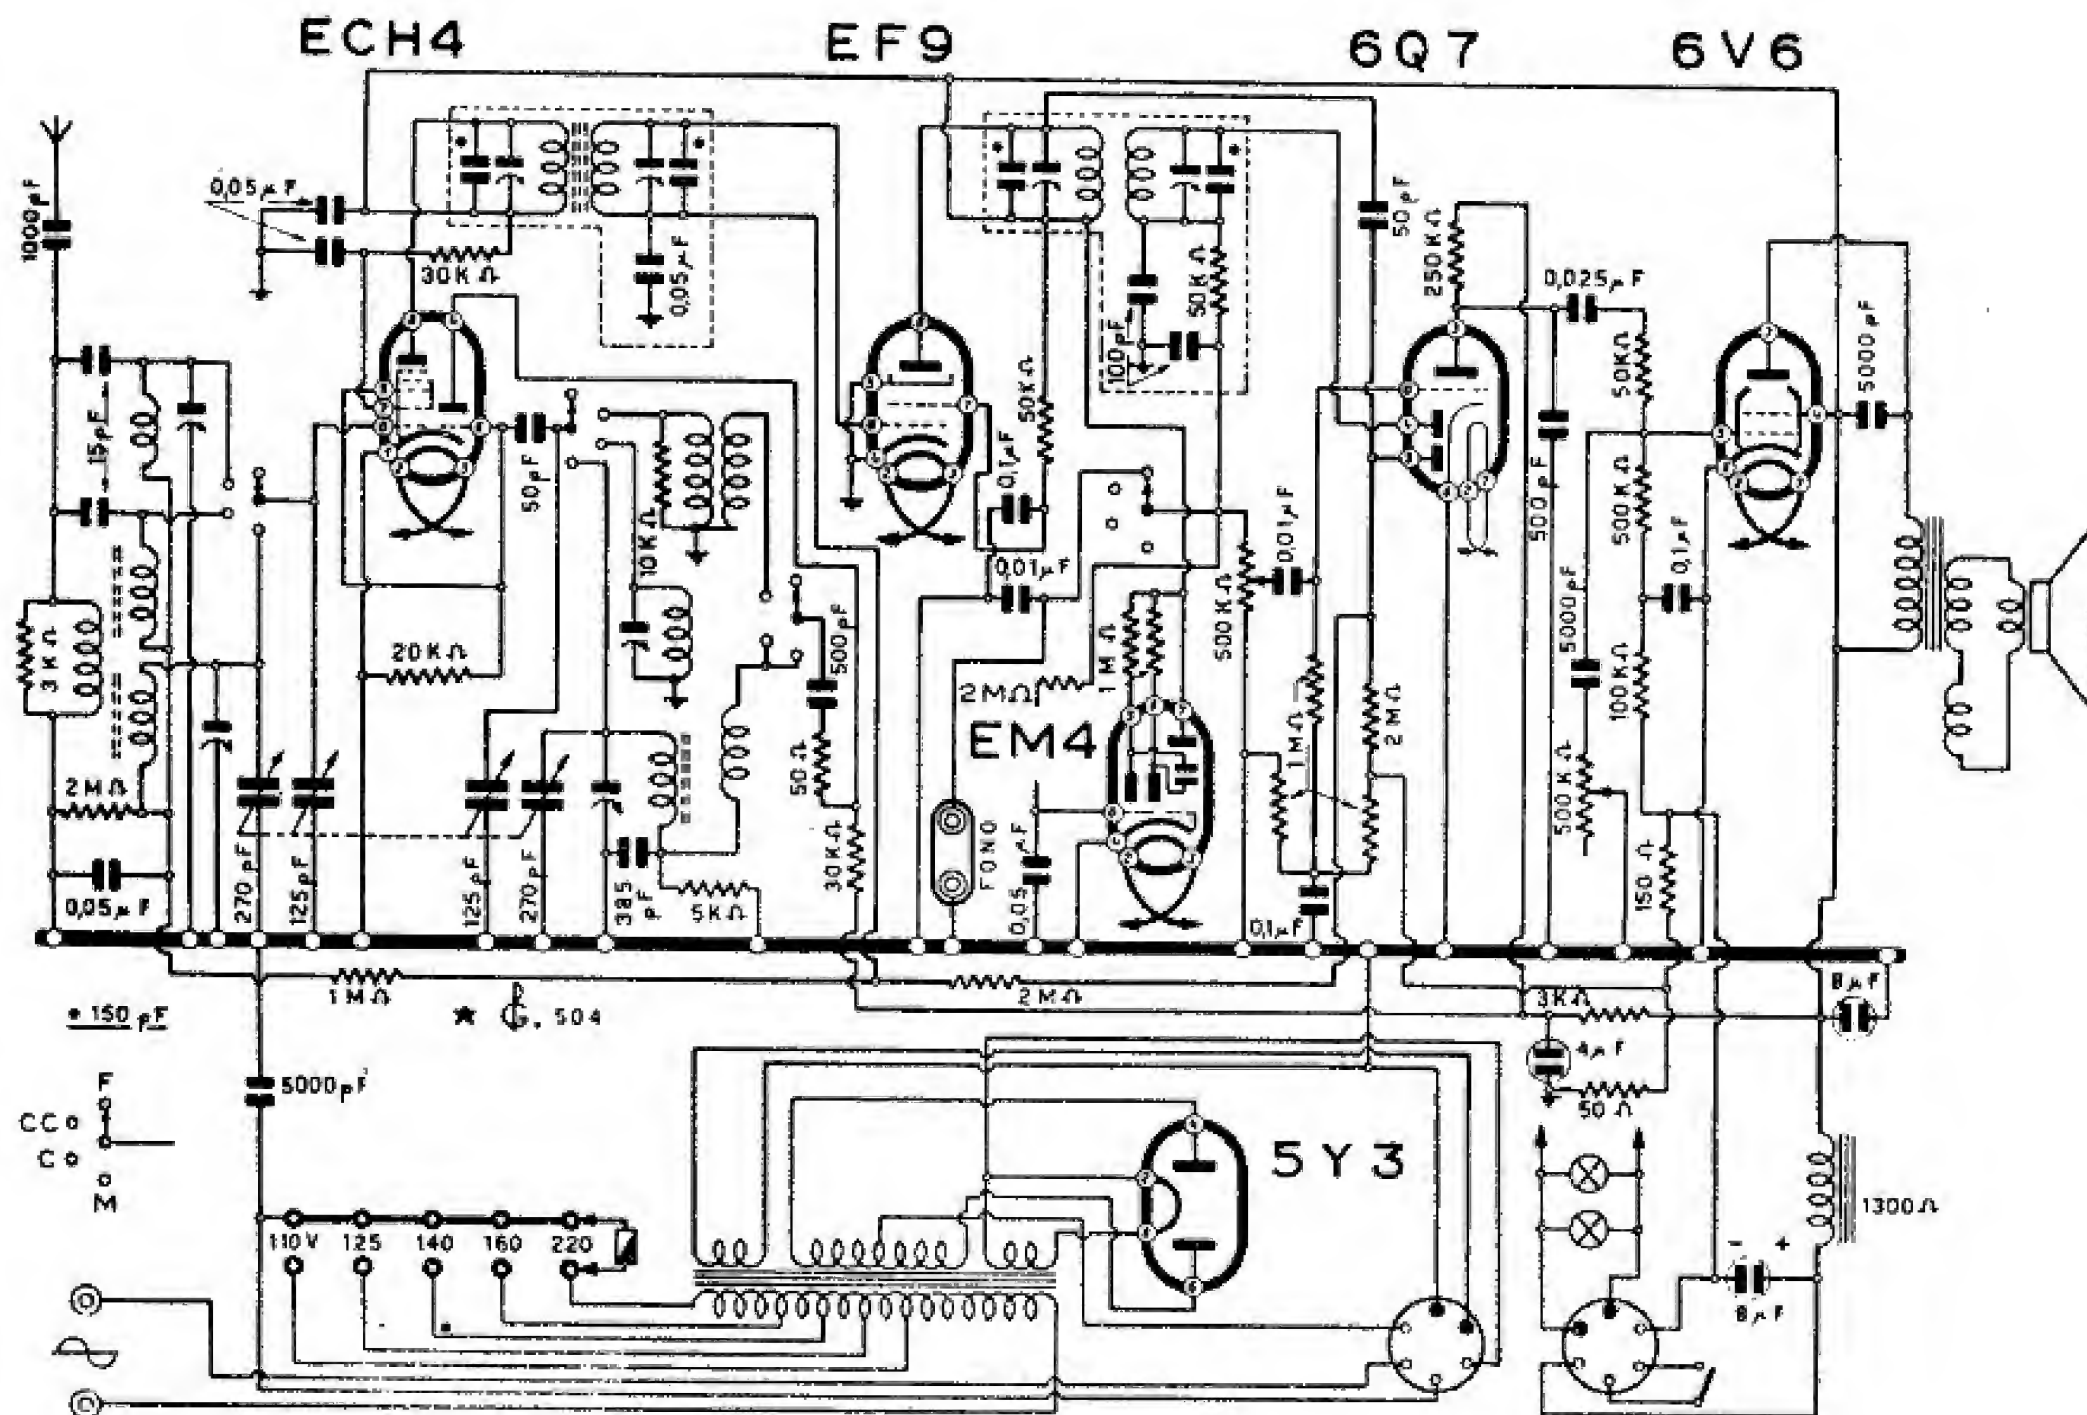 ECH4
EF9
6Q7
6V6
1000pF
0,05µF
30KΩ
0,05µF
50KΩ
100pF
50pF
250KΩ
0,025µF
50KΩ
5000pF
15pF
50pF
10KΩ
50KΩ
0,1µF
0,01µF
500KΩ
0,01µF
500pF
500KΩ
0,1µF
3KΩ
20KΩ
500pF
2MΩ
1MΩ
1MΩ
2MΩ
5000pF
100KΩ
EM4
2MΩ
50Ω
0,05µF
270pF
125pF
125pF
270pF
385pF
5KΩ
30KΩ
FONO
0,05µF
0,1µF
500KΩ
150Ω
1MΩ
2MΩ
3KΩ
8µF
• 150pF
★ G. 504
4µF
50Ω
5000pF
F
CC
C
M
5Y3
1300Ω
110V
125
140
160
220
- +
8µF